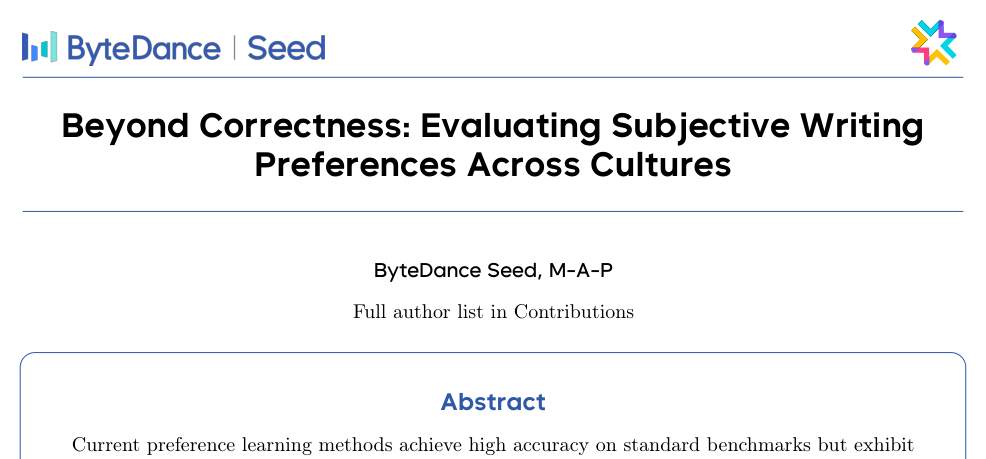 ByteDance | Seed
Beyond Correctness: Evaluating Subjective Writing
Preferences Across Cultures
ByteDance Seed, M-A-P
Full author list in Contributions
Abstract
Current preference learning methods achieve high accuracy on standard benchmarks but exhibit